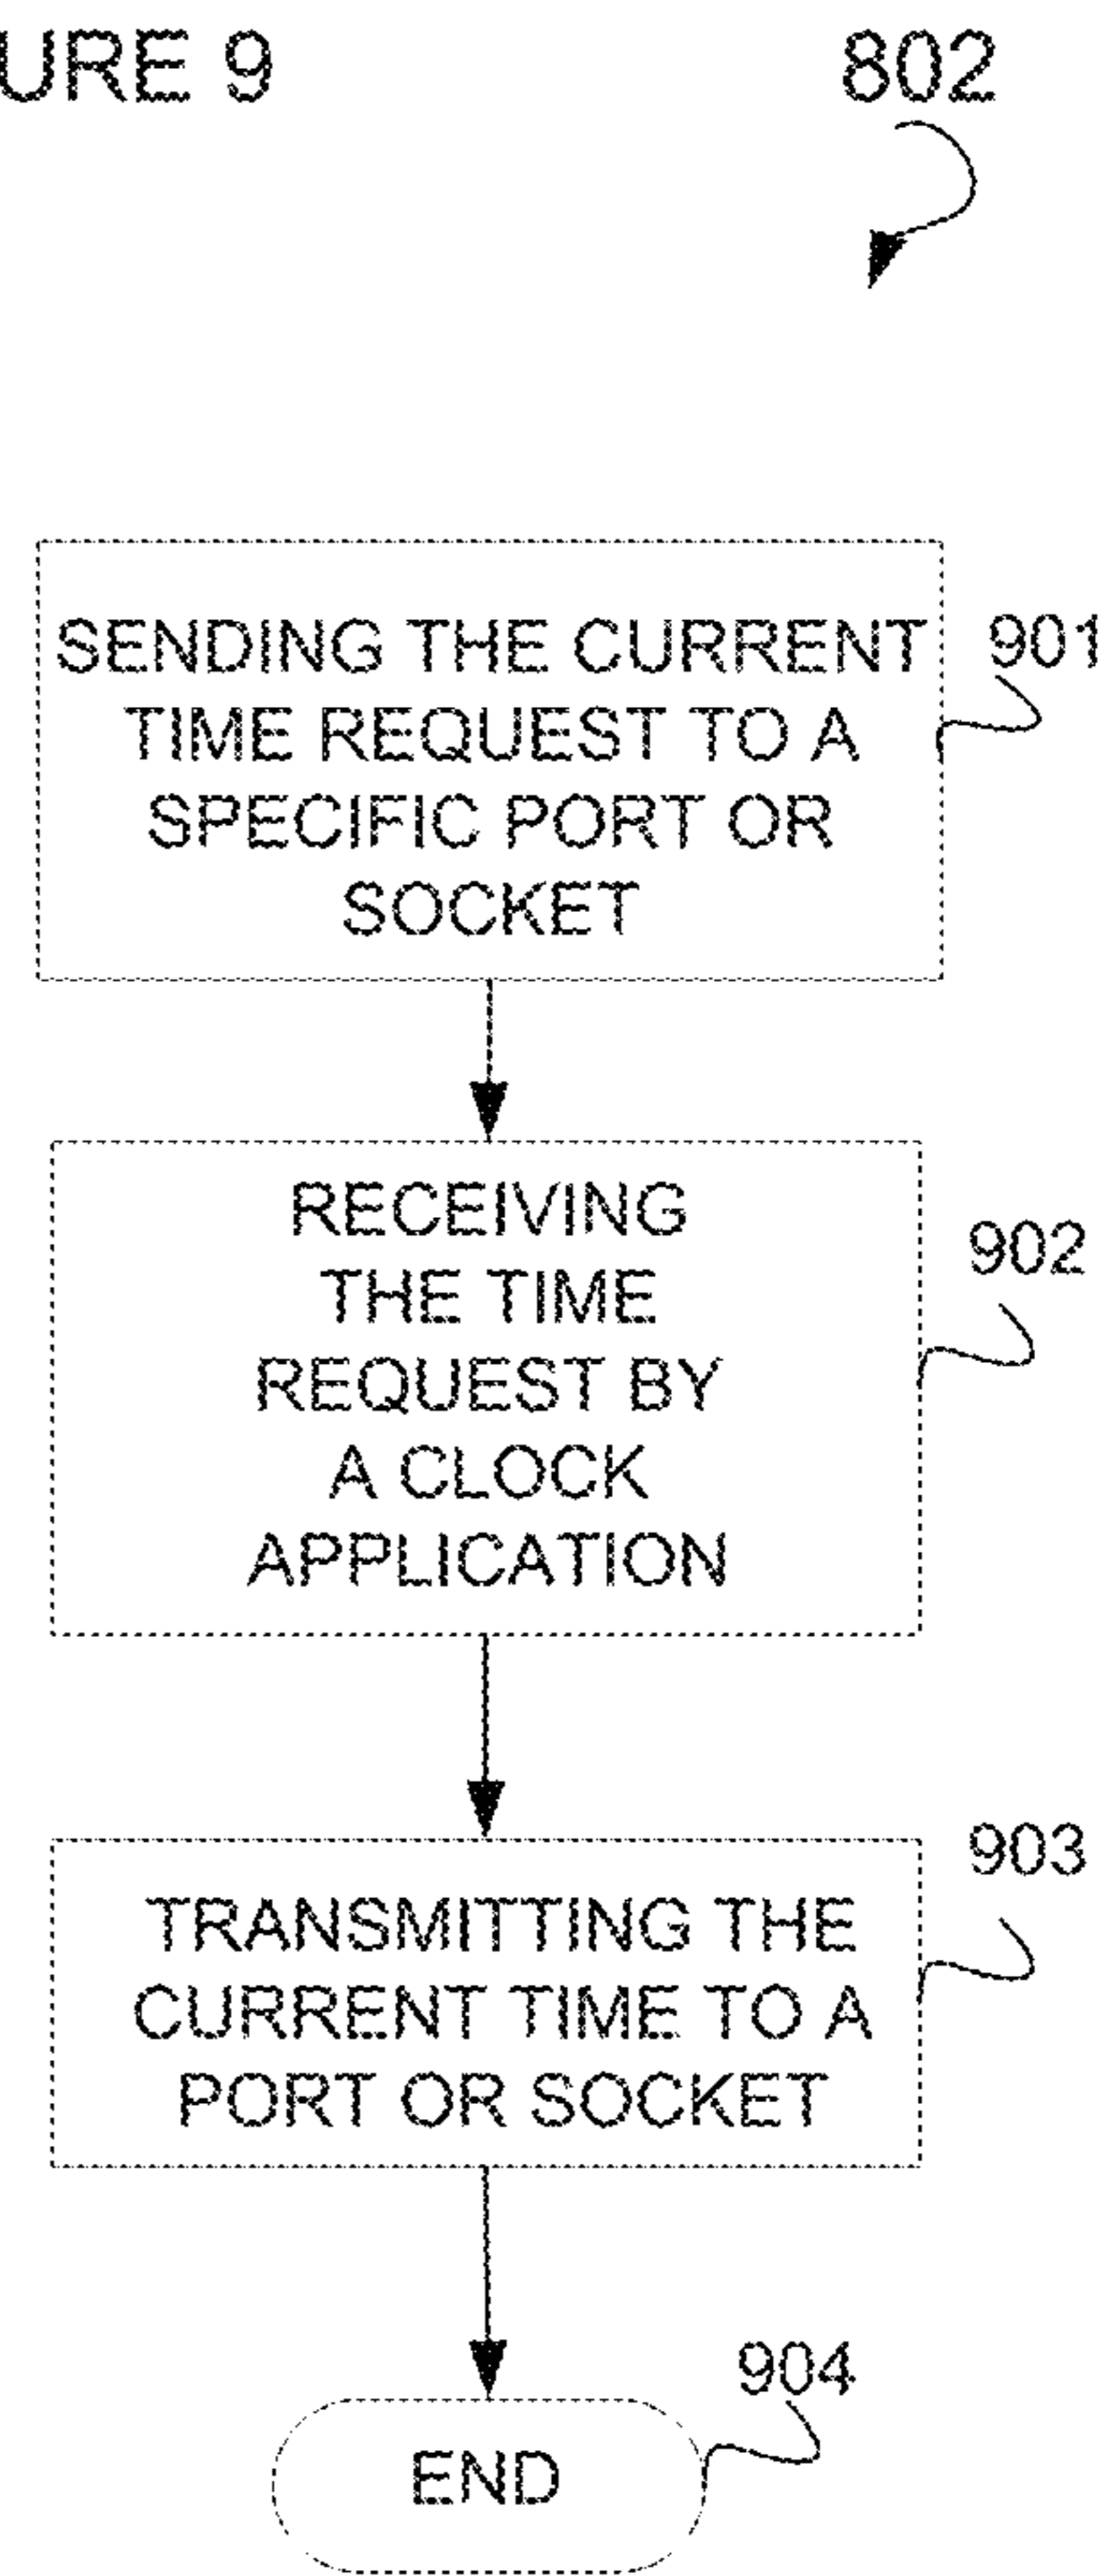 URE 9
802
SENDING THE CURRENT
TIME REQUEST TO A
SPECIFIC PORT OR
SOCKET
901
RECEIVING
THE TIME
REQUEST BY
A CLOCK
APPLICATION
902
TRANSMITTING THE
CURRENT TIME TO A
PORT OR SOCKET
903
END
904